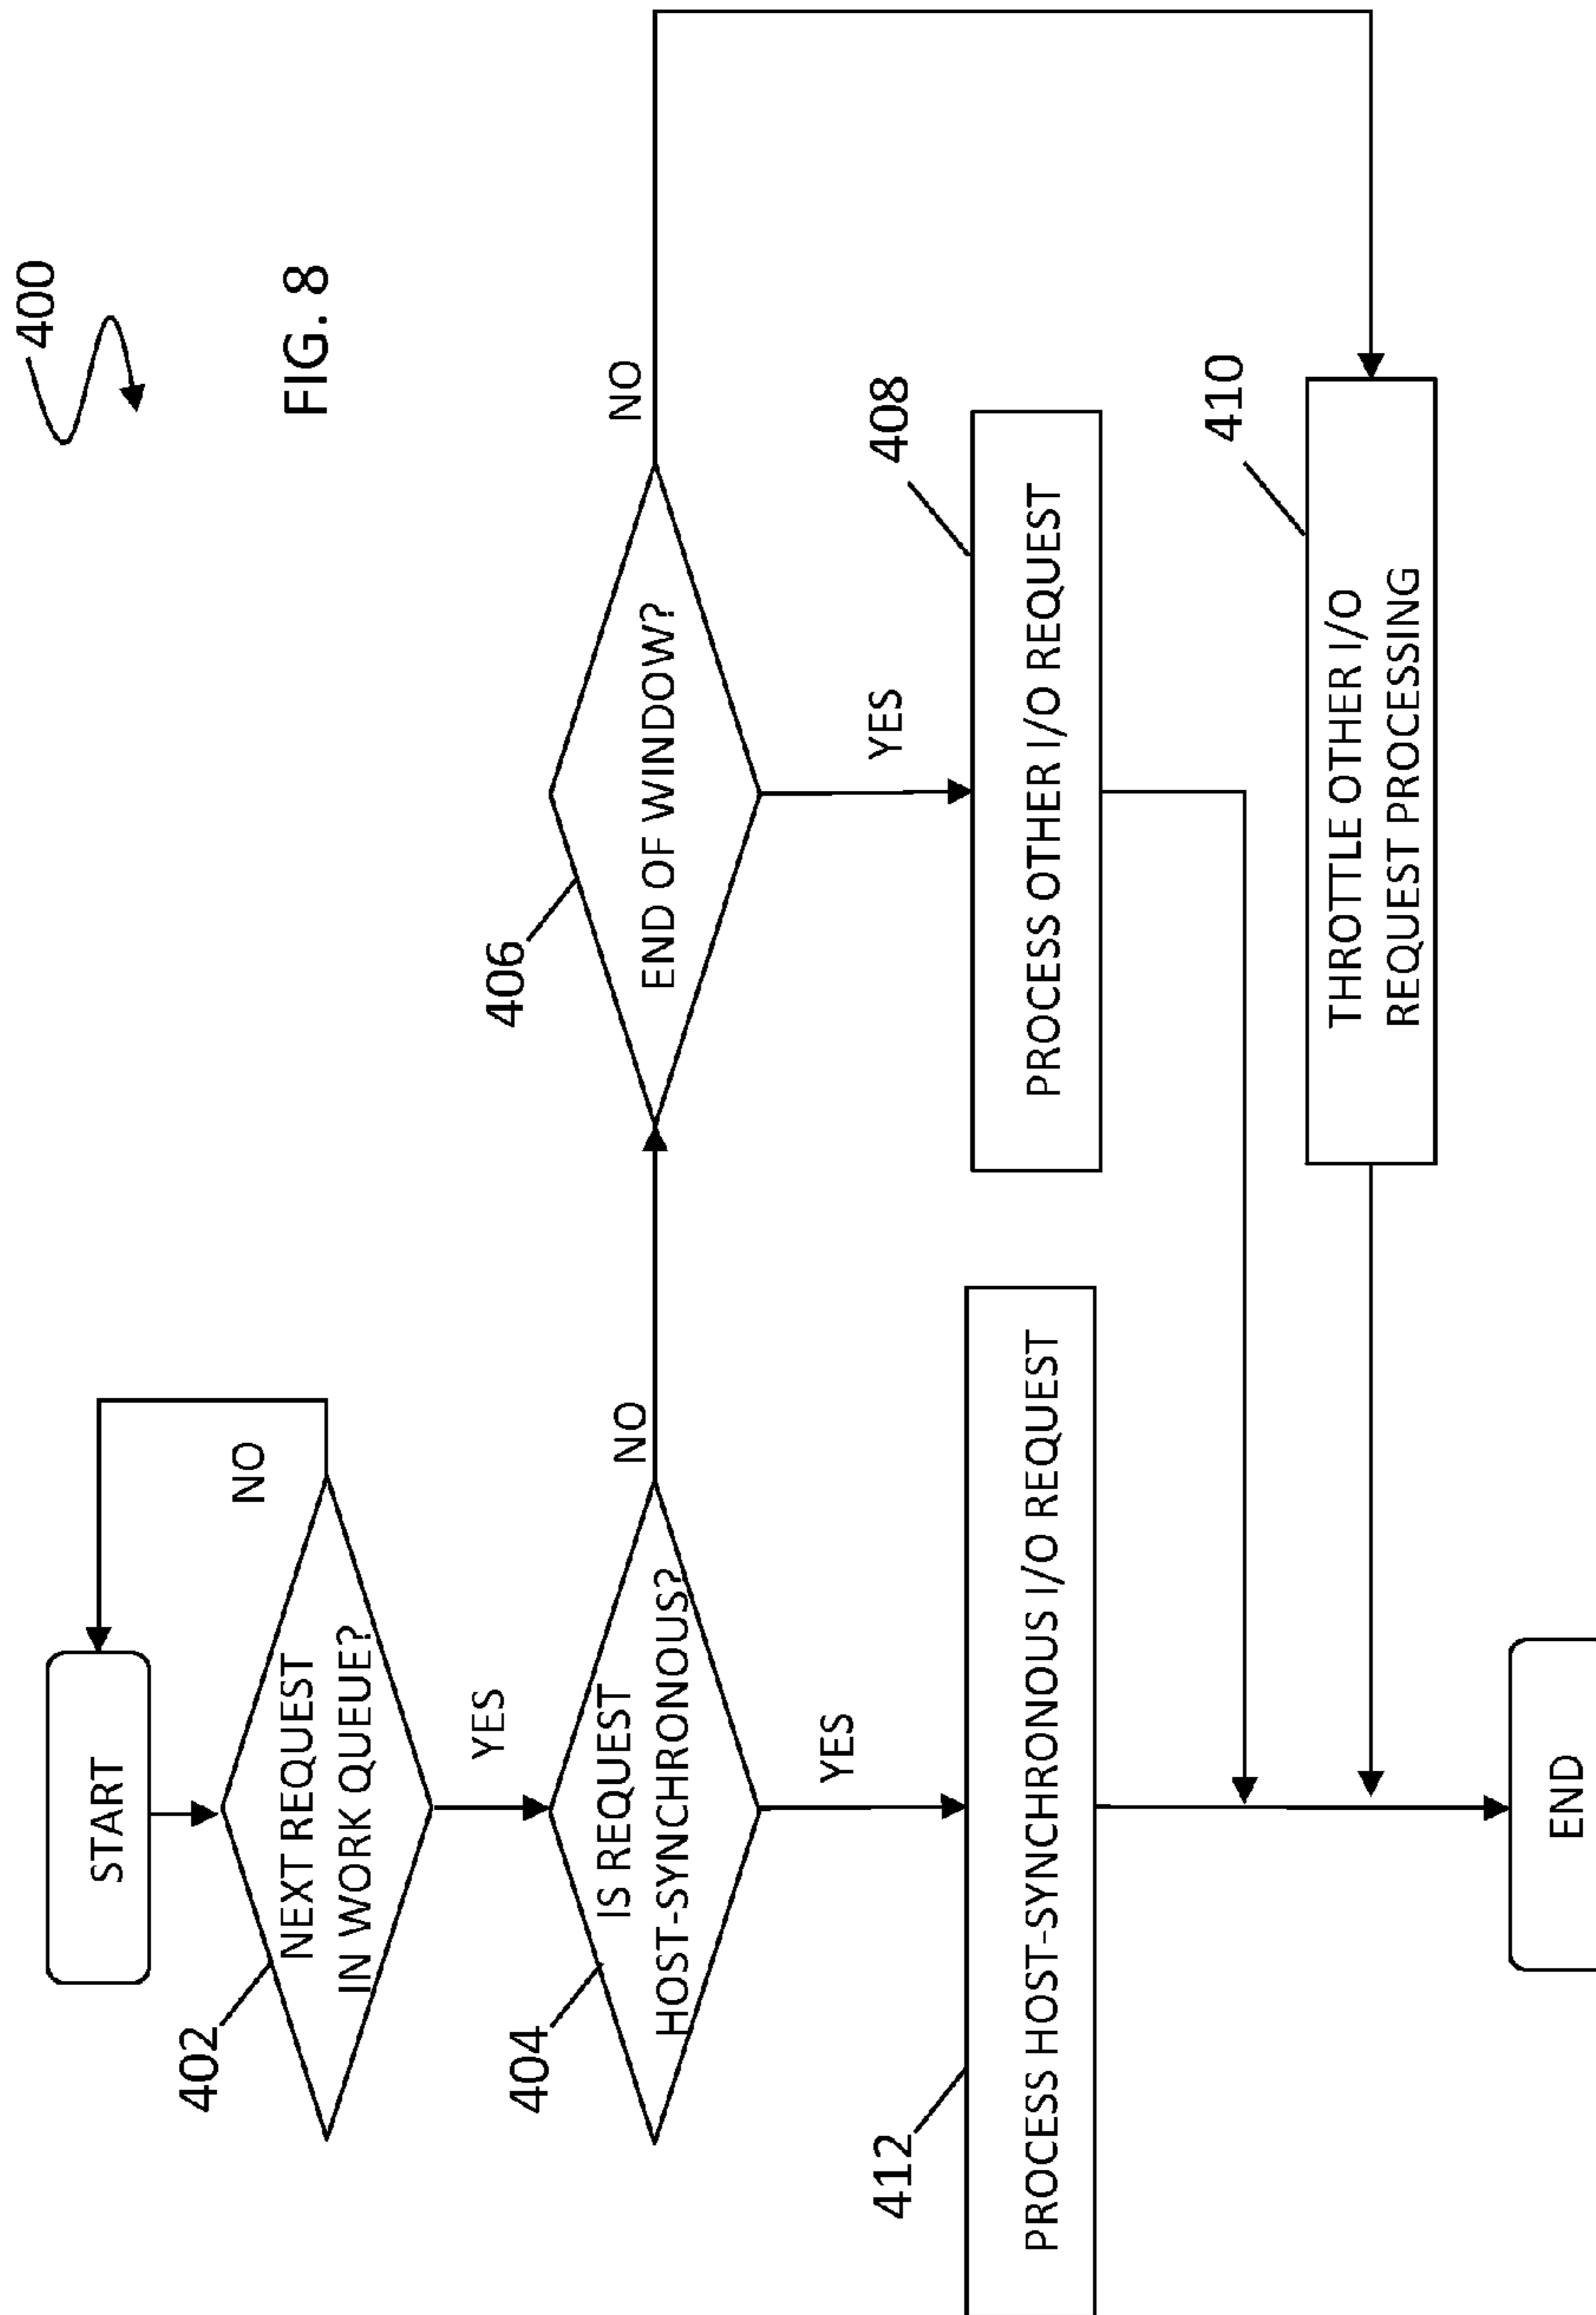 400
FIG. 8
START
402
NEXT REQUEST
IN WORK QUEUE?
NO
YES
404
IS REQUEST
HOST-SYNCHRONOUS?
NO
406
END OF WINDOW?
NO
YES
YES
412
PROCESS HOST-SYNCHRONOUS I/O REQUEST
408
PROCESS OTHER I/O REQUEST
410
THROTTLE OTHER I/O
REQUEST PROCESSING
END